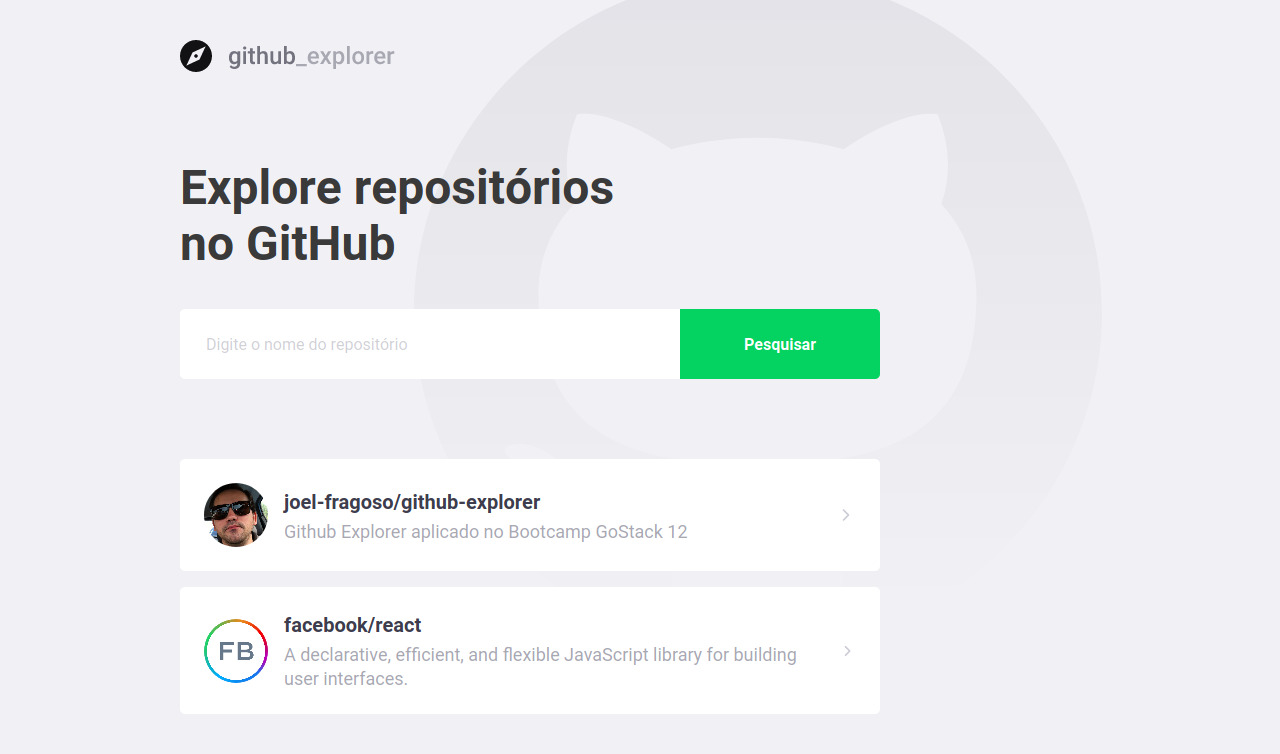 github_explorer
Explore repositórios
no GitHub
Digite o nome do repositório
Pesquisar
joel-fragoso/github-explorer
Github Explorer aplicado no Bootcamp GoStack 12
FB
facebook/react
A declarative, efficient, and flexible JavaScript library for building
user interfaces.